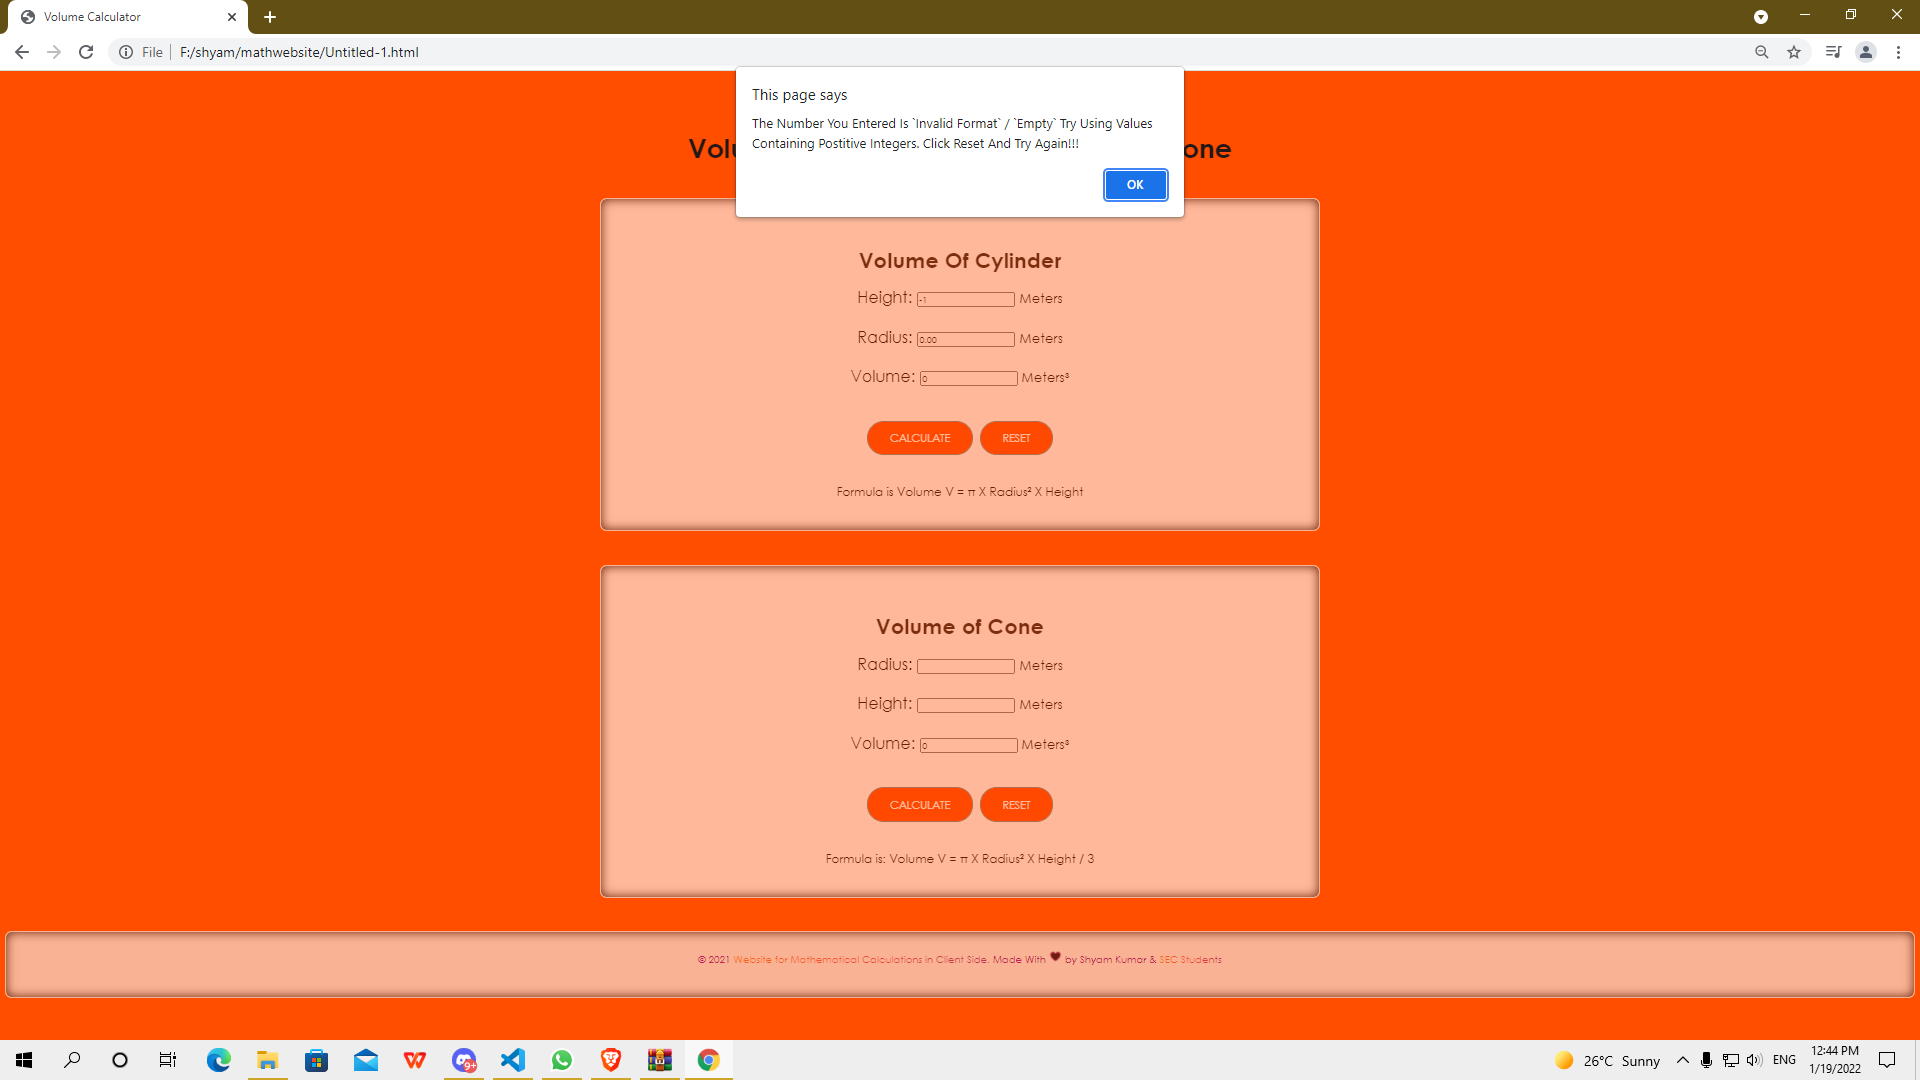 Volume Calculator
File
F:/shyam/mathwebsite/Untitled-1.html
This page says
The Number You Entered Is `Invalid Format` / `Empty` Try Using Values
Containing Postitive Integers. Click Reset And Try Again!!!
OK
one
Volume Of Cylinder
Height: -1 Meters
Radius: 0.00 Meters
Volume: 0 Meters³
CALCULATE RESET
Formula is Volume V = π X Radius² X Height
Volume of Cone
Radius: Meters
Height: Meters
Volume: 0 Meters³
CALCULATE RESET
Formula is: Volume V = π X Radius² X Height / 3
© 2021 Website for Mathematical Calculations in Client Side. Made With by Shyam Kumar & SEC Students
9+
26°C Sunny
ENG
12:44 PM
1/19/2022